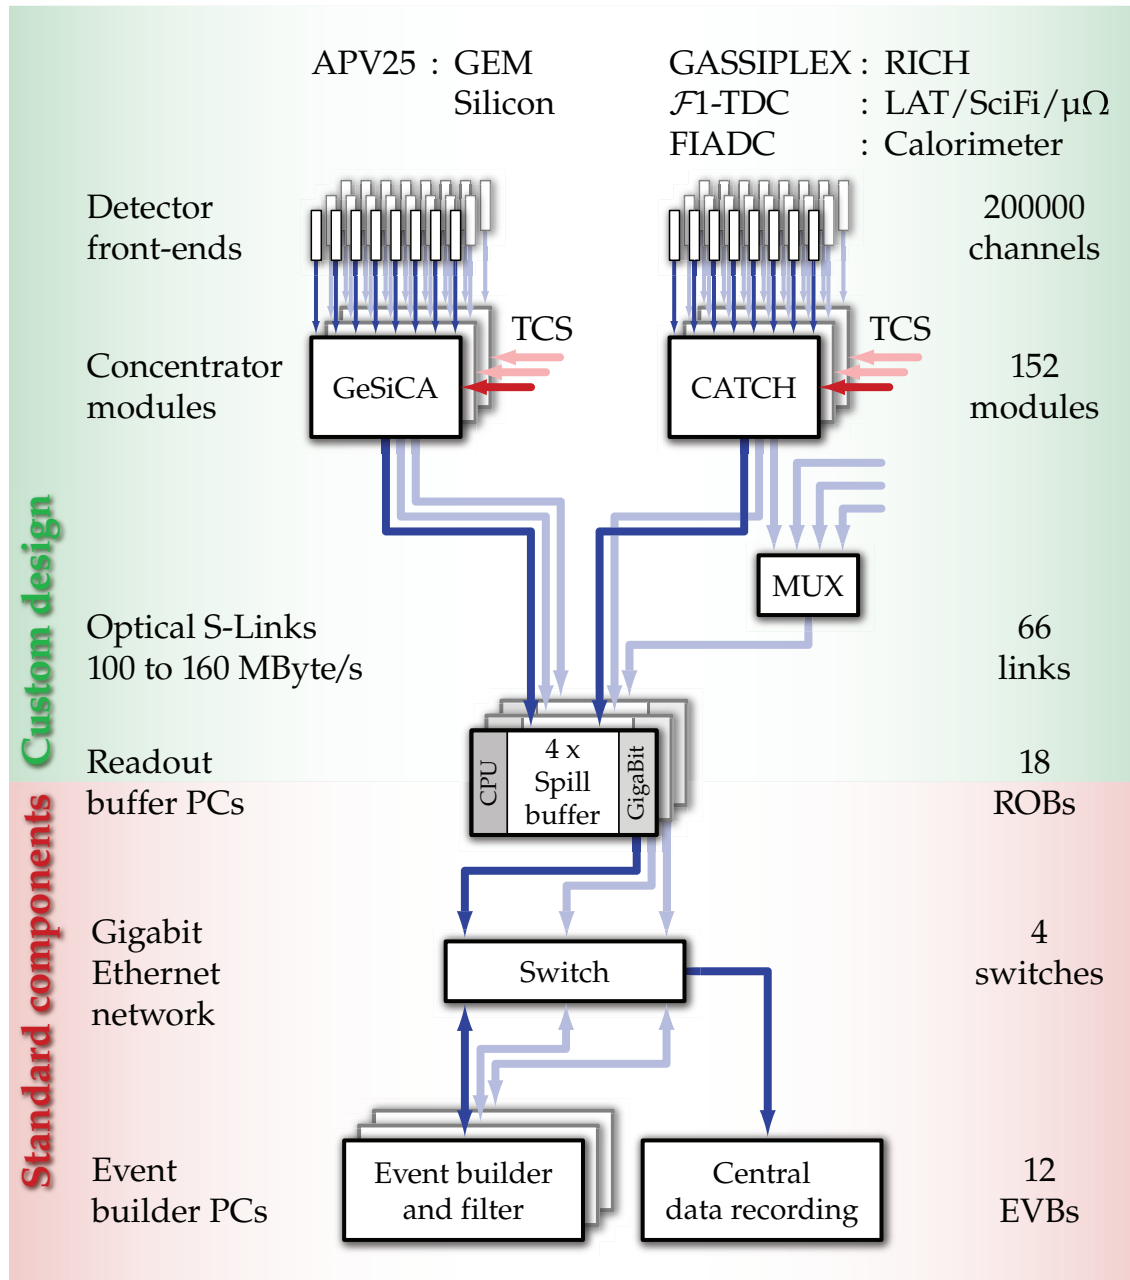 APV25 : GEM
Silicon
GASSIPLEX : RICH
ℱ1-TDC : LAT/SciFi/μΩ
FIADC : Calorimeter
Detector
front-ends
200000
channels
TCS
TCS
Concentrator
modules
GeSiCA
CATCH
152
modules
Custom design
MUX
Optical S-Links
100 to 160 MByte/s
66
links
Readout
buffer PCs
CPU
4 x
Spill
buffer
GigaBit
18
ROBs
Standard components
Gigabit
Ethernet
network
Switch
4
switches
Event
builder PCs
Event builder
and filter
Central
data recording
12
EVBs